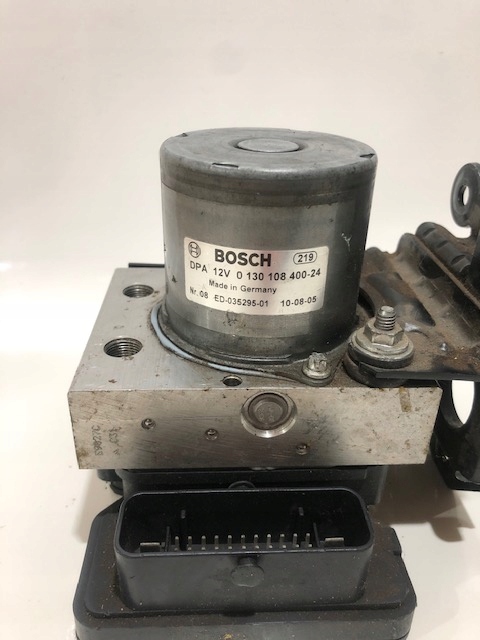 BOSCH 219
DPA 12V 0 130 108 400-24
Made in Germany
Nr.08 ED-035295-01 10-08-05